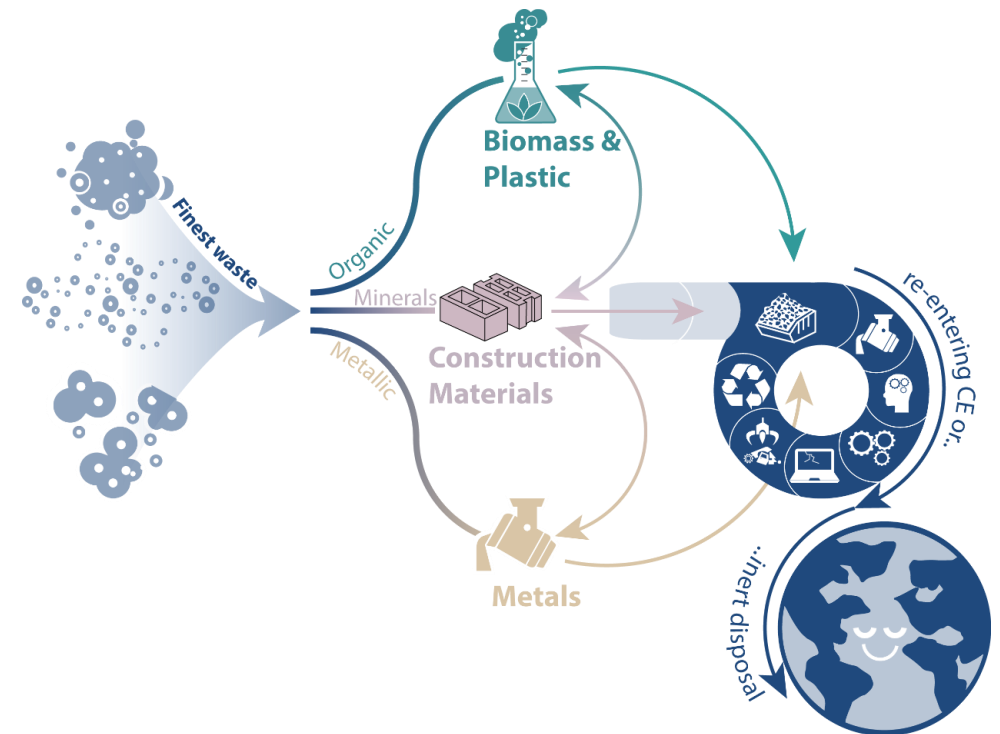 Finest waste
Organic
Minerals
Metallic
Biomass &
Plastic
Construction
Materials
Metals
re-entering CE or..
..inert disposal